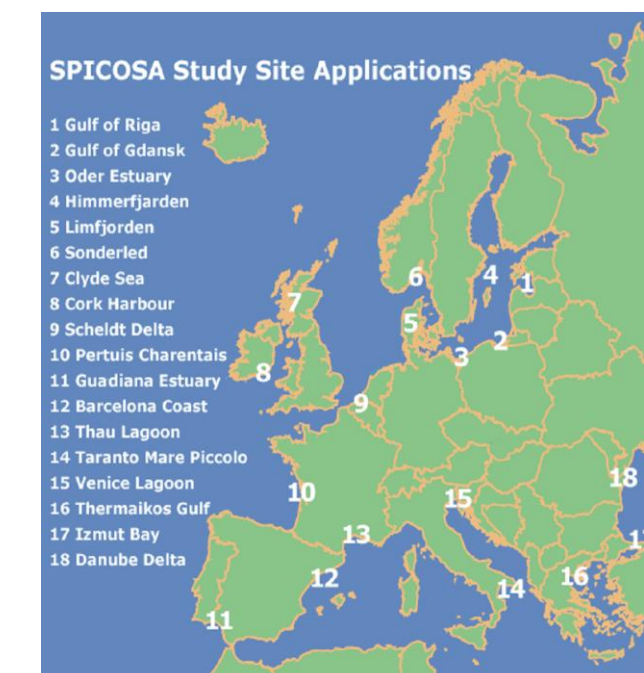 SPICOSA Study Site Applications
1 Gulf of Riga
2 Gulf of Gdansk
3 Oder Estuary
4 Himmerfjarden
5 Limfjorden
6 Sonderled
7 Clyde Sea
8 Cork Harbour
9 Scheldt Delta
10 Pertuis Charentais
11 Guadiana Estuary
12 Barcelona Coast
13 Thau Lagoon
14 Taranto Mare Piccolo
15 Venice Lagoon
16 Thermaikos Gulf
17 Izmut Bay
18 Danube Delta
6
4
1
7
5
2
3
8
9
18
10
15
13
12
16
14
11